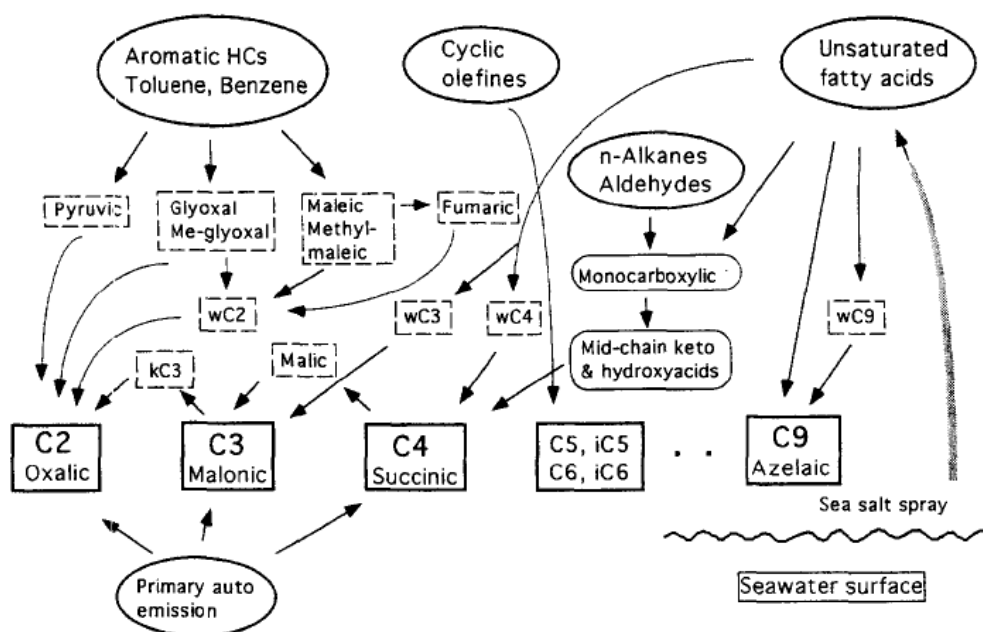 Aromatic HCs
Toluene, Benzene
Cyclic
olefines
Unsaturated
fatty acids
n-Alkanes
Aldehydes
Pyruvic
Glyoxal
Me-glyoxal
Maleic
Methyl-
maleic
Fumaric
Monocarboxylic
wC2
wC3
wC4
wC9
kC3
Malic
Mid-chain keto
& hydroxyacids
C2
Oxalic
C3
Malonic
C4
Succinic
C5, iC5
C6, iC6
. .
C9
Azelaic
Sea salt spray
Primary auto
emission
Seawater surface